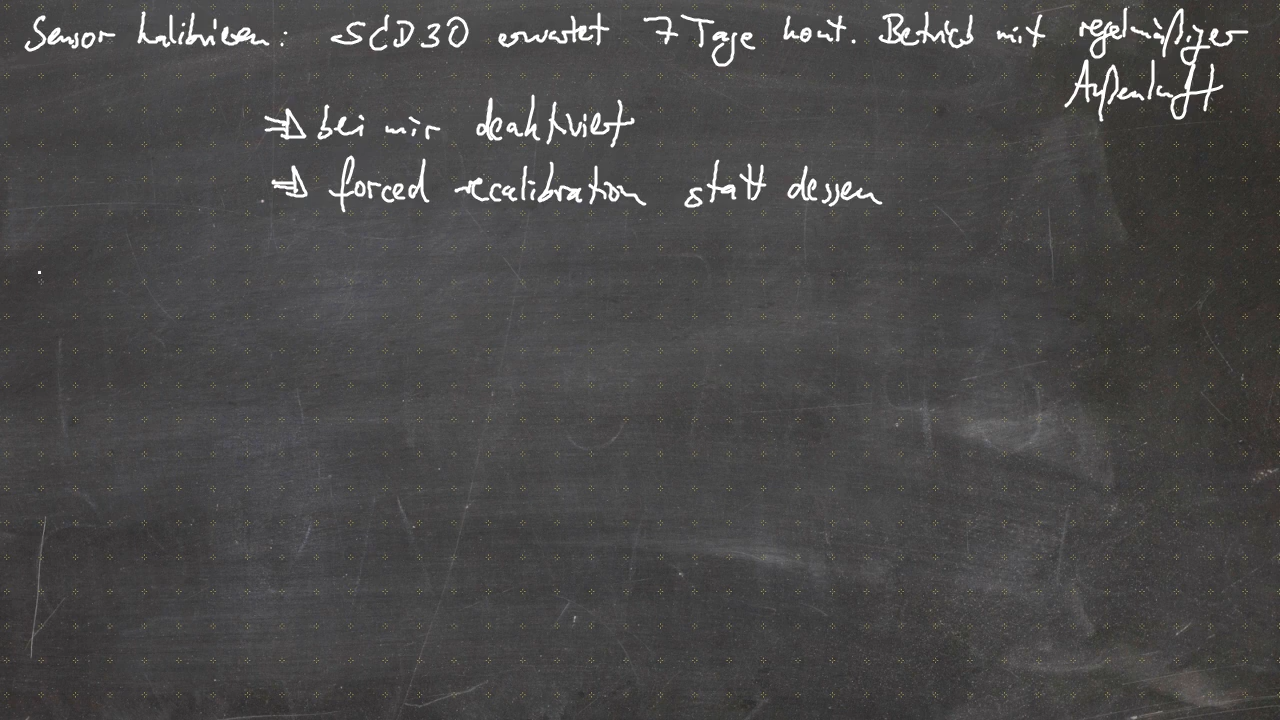 Sensor kalibrieren: SCD30 erwartet 7 Tage kont. Betrieb mit regelmäßiger
Außenluft
⇒ bei mir deaktiviert
⇒ forced recalibration statt dessen